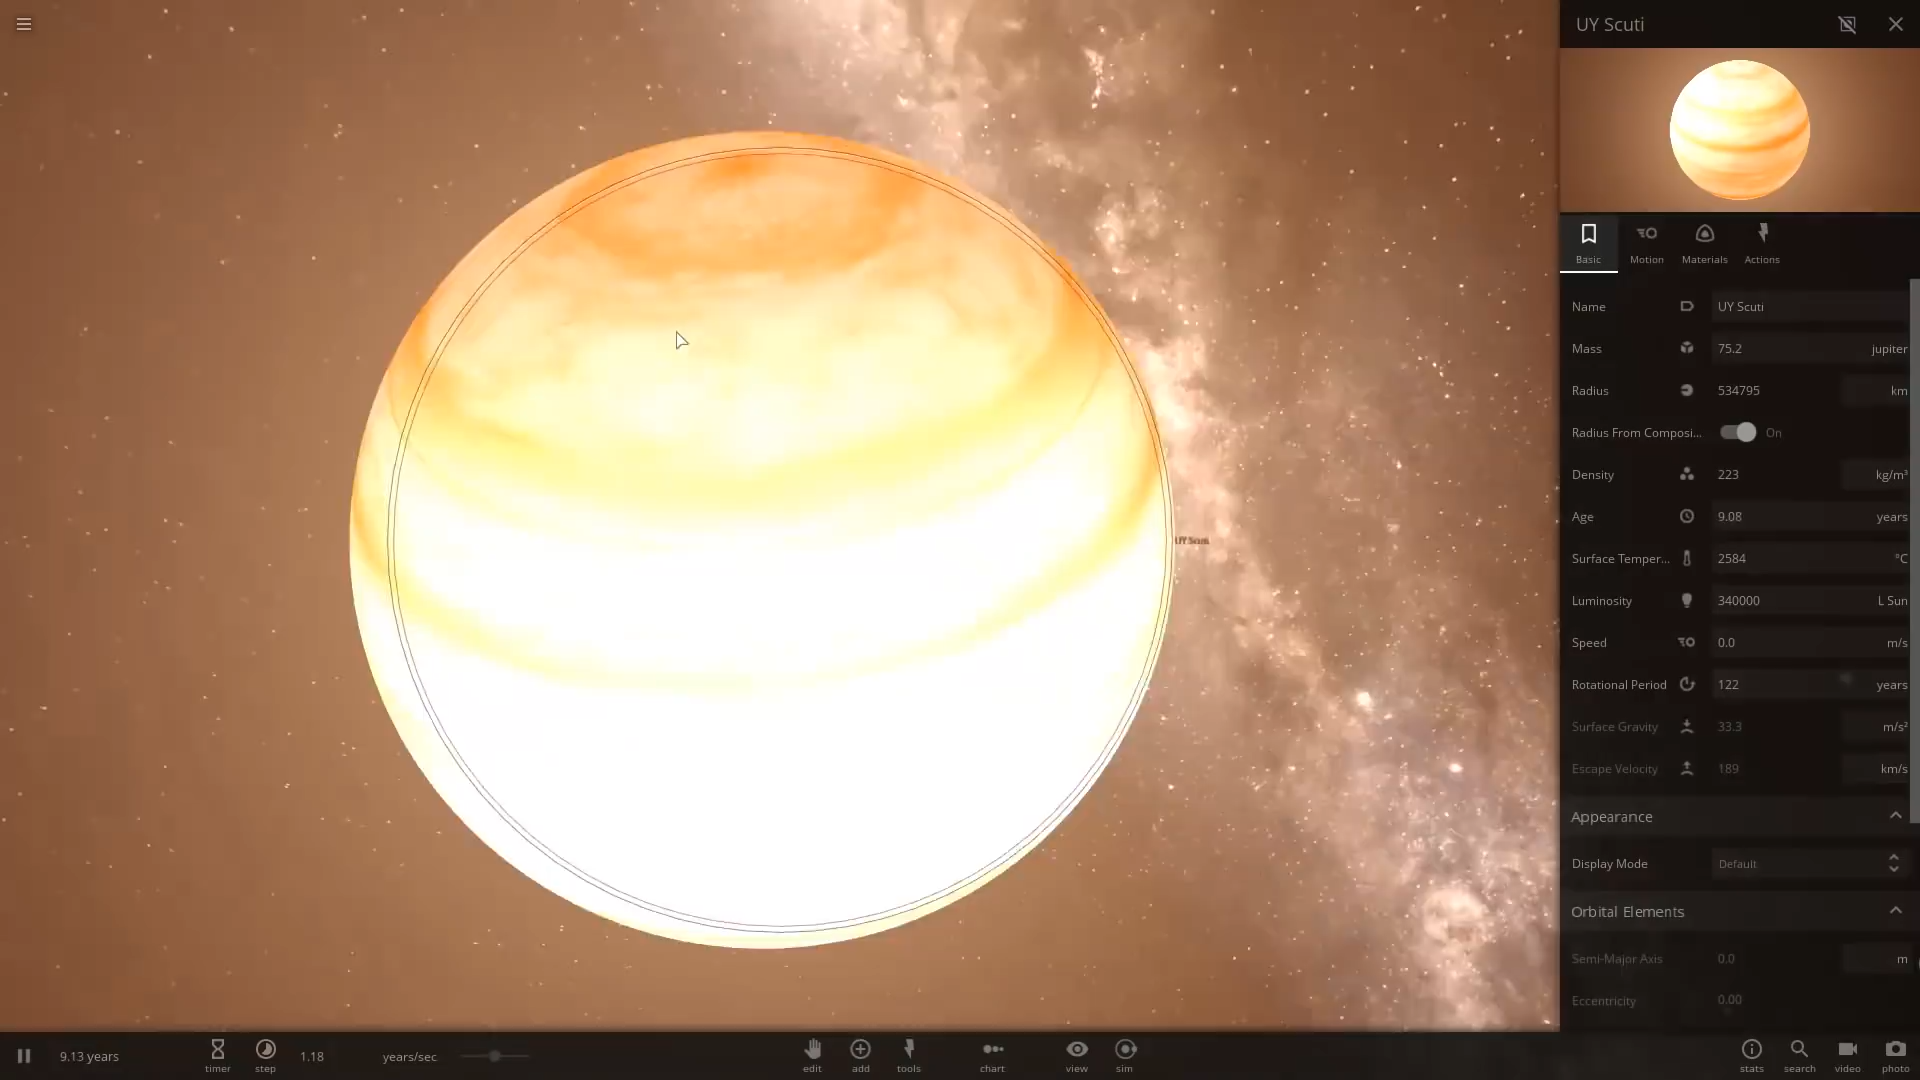 UY Scuti
Basic
Motion
Materials
Actions
Name UY Scuti
Mass 75.2 jupiter
Radius 534795 km
Radius From Composi... On
Density 223 kg/m³
Age 9.08 years
Surface Temper... 2584 °C
Luminosity 340000 L Sun
Speed 0.0 m/s
Rotational Period 122 years
Surface Gravity 33.3 m/s²
Escape Velocity 189 km/s
Appearance
Display Mode Default
Orbital Elements
Semi-Major Axis 0.0 m
Eccentricity 0.00
UY Scuti
9.13 years
timer
step
1.18 years/sec
edit
add
tools
chart
view
sim
stats
search
video
photo